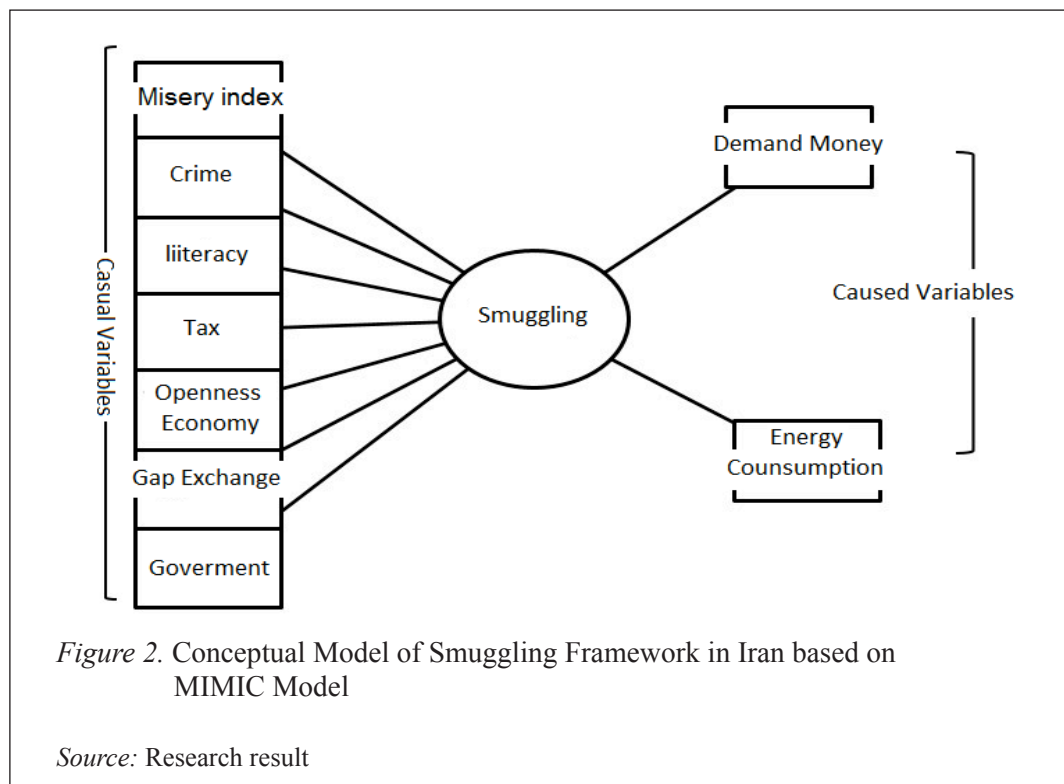 Misery index
Crime
liiteracy
Tax
Openness
Economy
Gap Exchange
Goverment
Casual Variables
Smuggling
Demand Money
Energy
Counsumption
Caused Variables
Figure 2. Conceptual Model of Smuggling Framework in Iran based on
MIMIC Model
Source: Research result